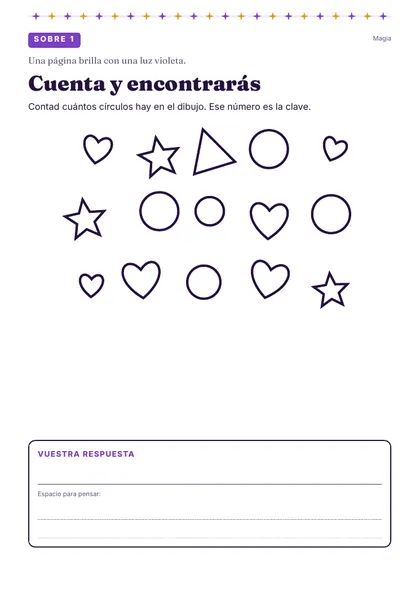 SOBRE 1
Magia
Una página brilla con una luz violeta.
Cuenta y encontrarás
Contad cuántos círculos hay en el dibujo. Ese número es la clave.
VUESTRA RESPUESTA
Espacio para pensar: